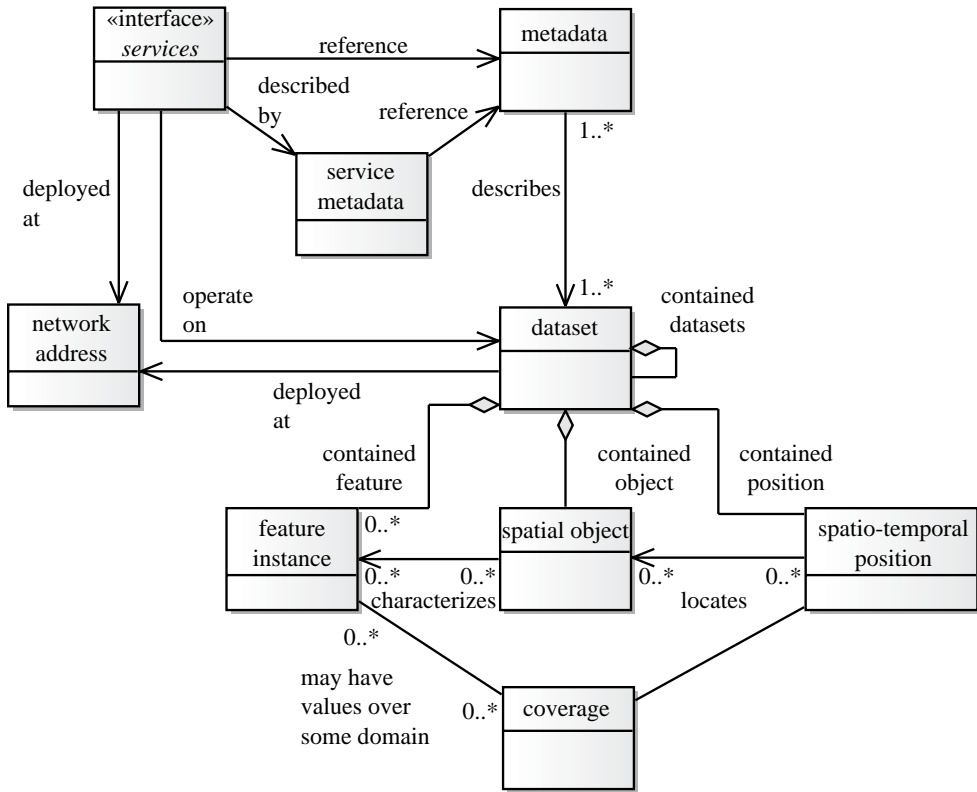 «interface»
services
reference
metadata
described
by
reference
1..*
service
metadata
deployed
at
describes
1..*
operate
on
contained
datasets
network
address
dataset
deployed
at
contained
feature
contained
object
contained
position
0..*
feature
instance
spatial object
spatio-temporal
position
0..*
0..*
0..*
0..*
characterizes
locates
0..*
may have
values over
some domain
0..*
coverage